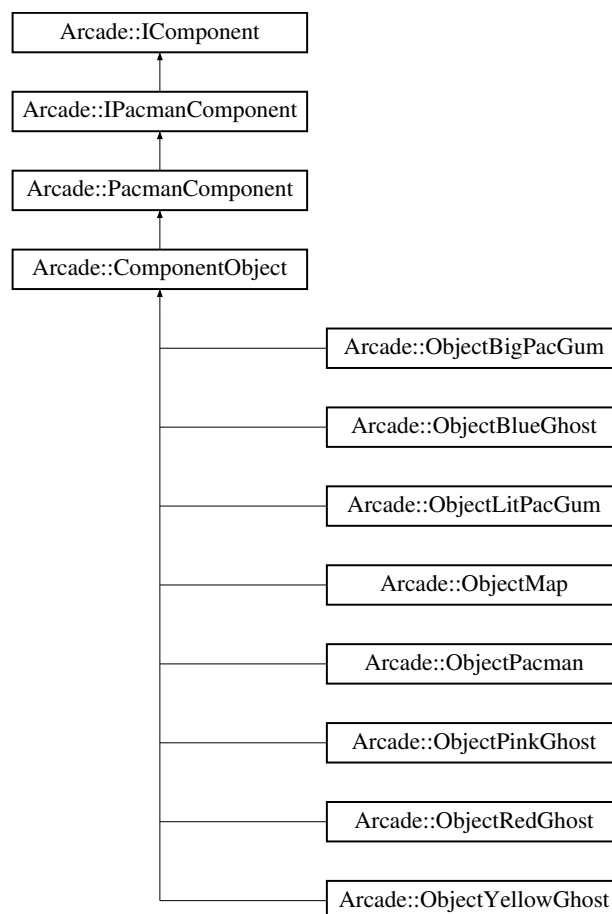 Arcade::IComponent
Arcade::IPacmanComponent
Arcade::PacmanComponent
Arcade::ComponentObject
Arcade::ObjectBigPacGum
Arcade::ObjectBlueGhost
Arcade::ObjectLitPacGum
Arcade::ObjectMap
Arcade::ObjectPacman
Arcade::ObjectPinkGhost
Arcade::ObjectRedGhost
Arcade::ObjectYellowGhost